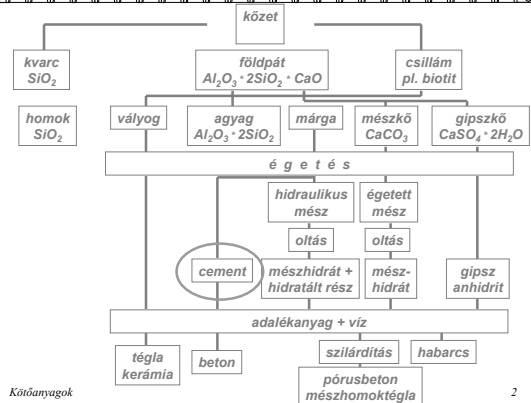 kőzet
kvarc
SiO2
földpát
Al2O3 * 2SiO2 * CaO
csillám
pl. biotit
homok
SiO2
vályog
agyag
Al2O3 * 2SiO2
márga
mészkő
CaCO3
gipszkő
CaSO4 * 2H2O
é g e t é s
hidraulikus
mész
égetett
mész
oltás
oltás
cement
mészhidrát +
hidratált rész
mész-
hidrát
gipsz
anhidrit
adalékanyag + víz
tégla
kerámia
beton
szilárdítás
habarcs
pórusbeton
mészhomoktégla
Kötőanyagok
2